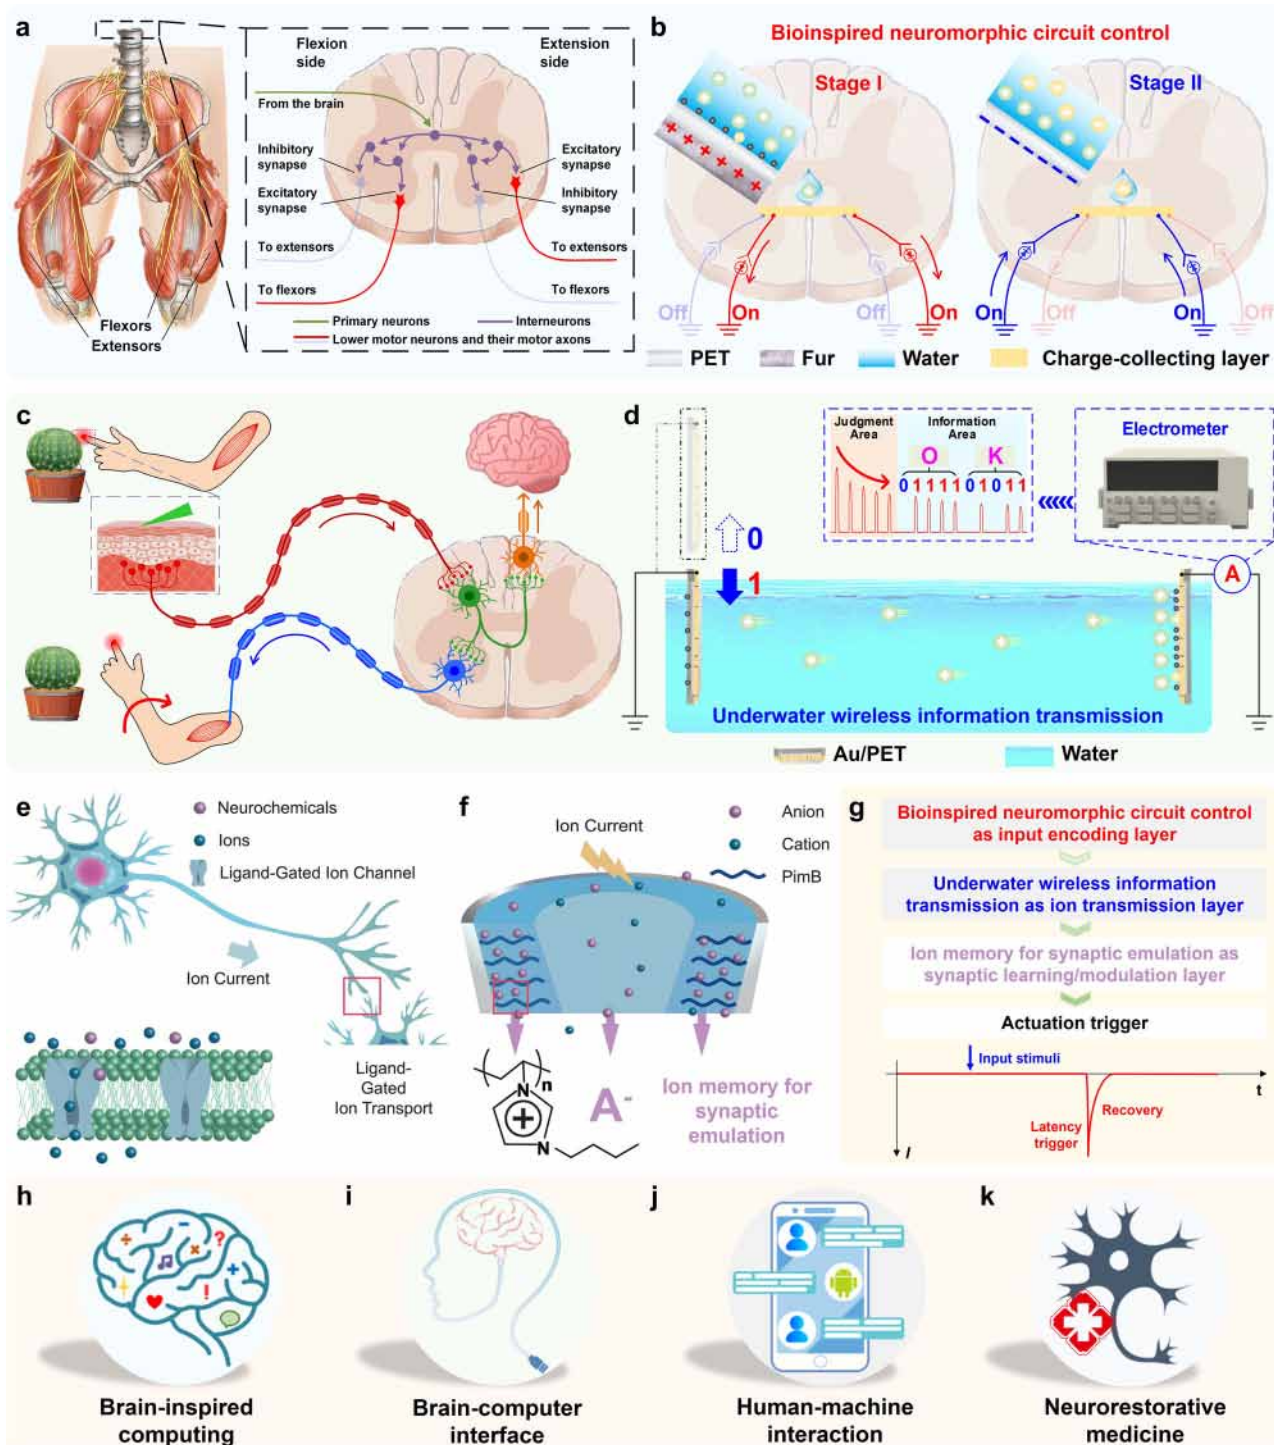 a
Flexion
side
Extension
side
From the brain
Inhibitory
synapse
Excitatory
synapse
Excitatory
synapse
Inhibitory
synapse
To extensors
To flexors
To extensors
To flexors
Flexors
Extensors
Primary neurons
Interneurons
Lower motor neurons and their motor axons
b
Bioinspired neuromorphic circuit control
Stage I
Stage II
Off
On
Off
On
On
Off
On
Off
PET
Fur
Water
Charge-collecting layer
c
d
Judgment
Area
Information
Area
O
K
0 1 1 1 1 0 1 0 1 1
Electrometer
0
1
A
Underwater wireless information transmission
Au/PET
Water
e
Neurochemicals
Ions
Ligand-Gated Ion Channel
Ion Current
Ligand-
Gated
Ion Transport
f
Ion Current
Anion
Cation
PimB
n
N
+
N
A-
Ion memory for
synaptic
emulation
g
Bioinspired neuromorphic circuit control
as input encoding layer
Underwater wireless information
transmission as ion transmission layer
Ion memory for synaptic emulation as
synaptic learning/modulation layer
Actuation trigger
Input stimuli
t
Latency
trigger
Recovery
I
h
Brain-inspired
computing
i
Brain-computer
interface
j
Human-machine
interaction
k
Neurorestorative
medicine